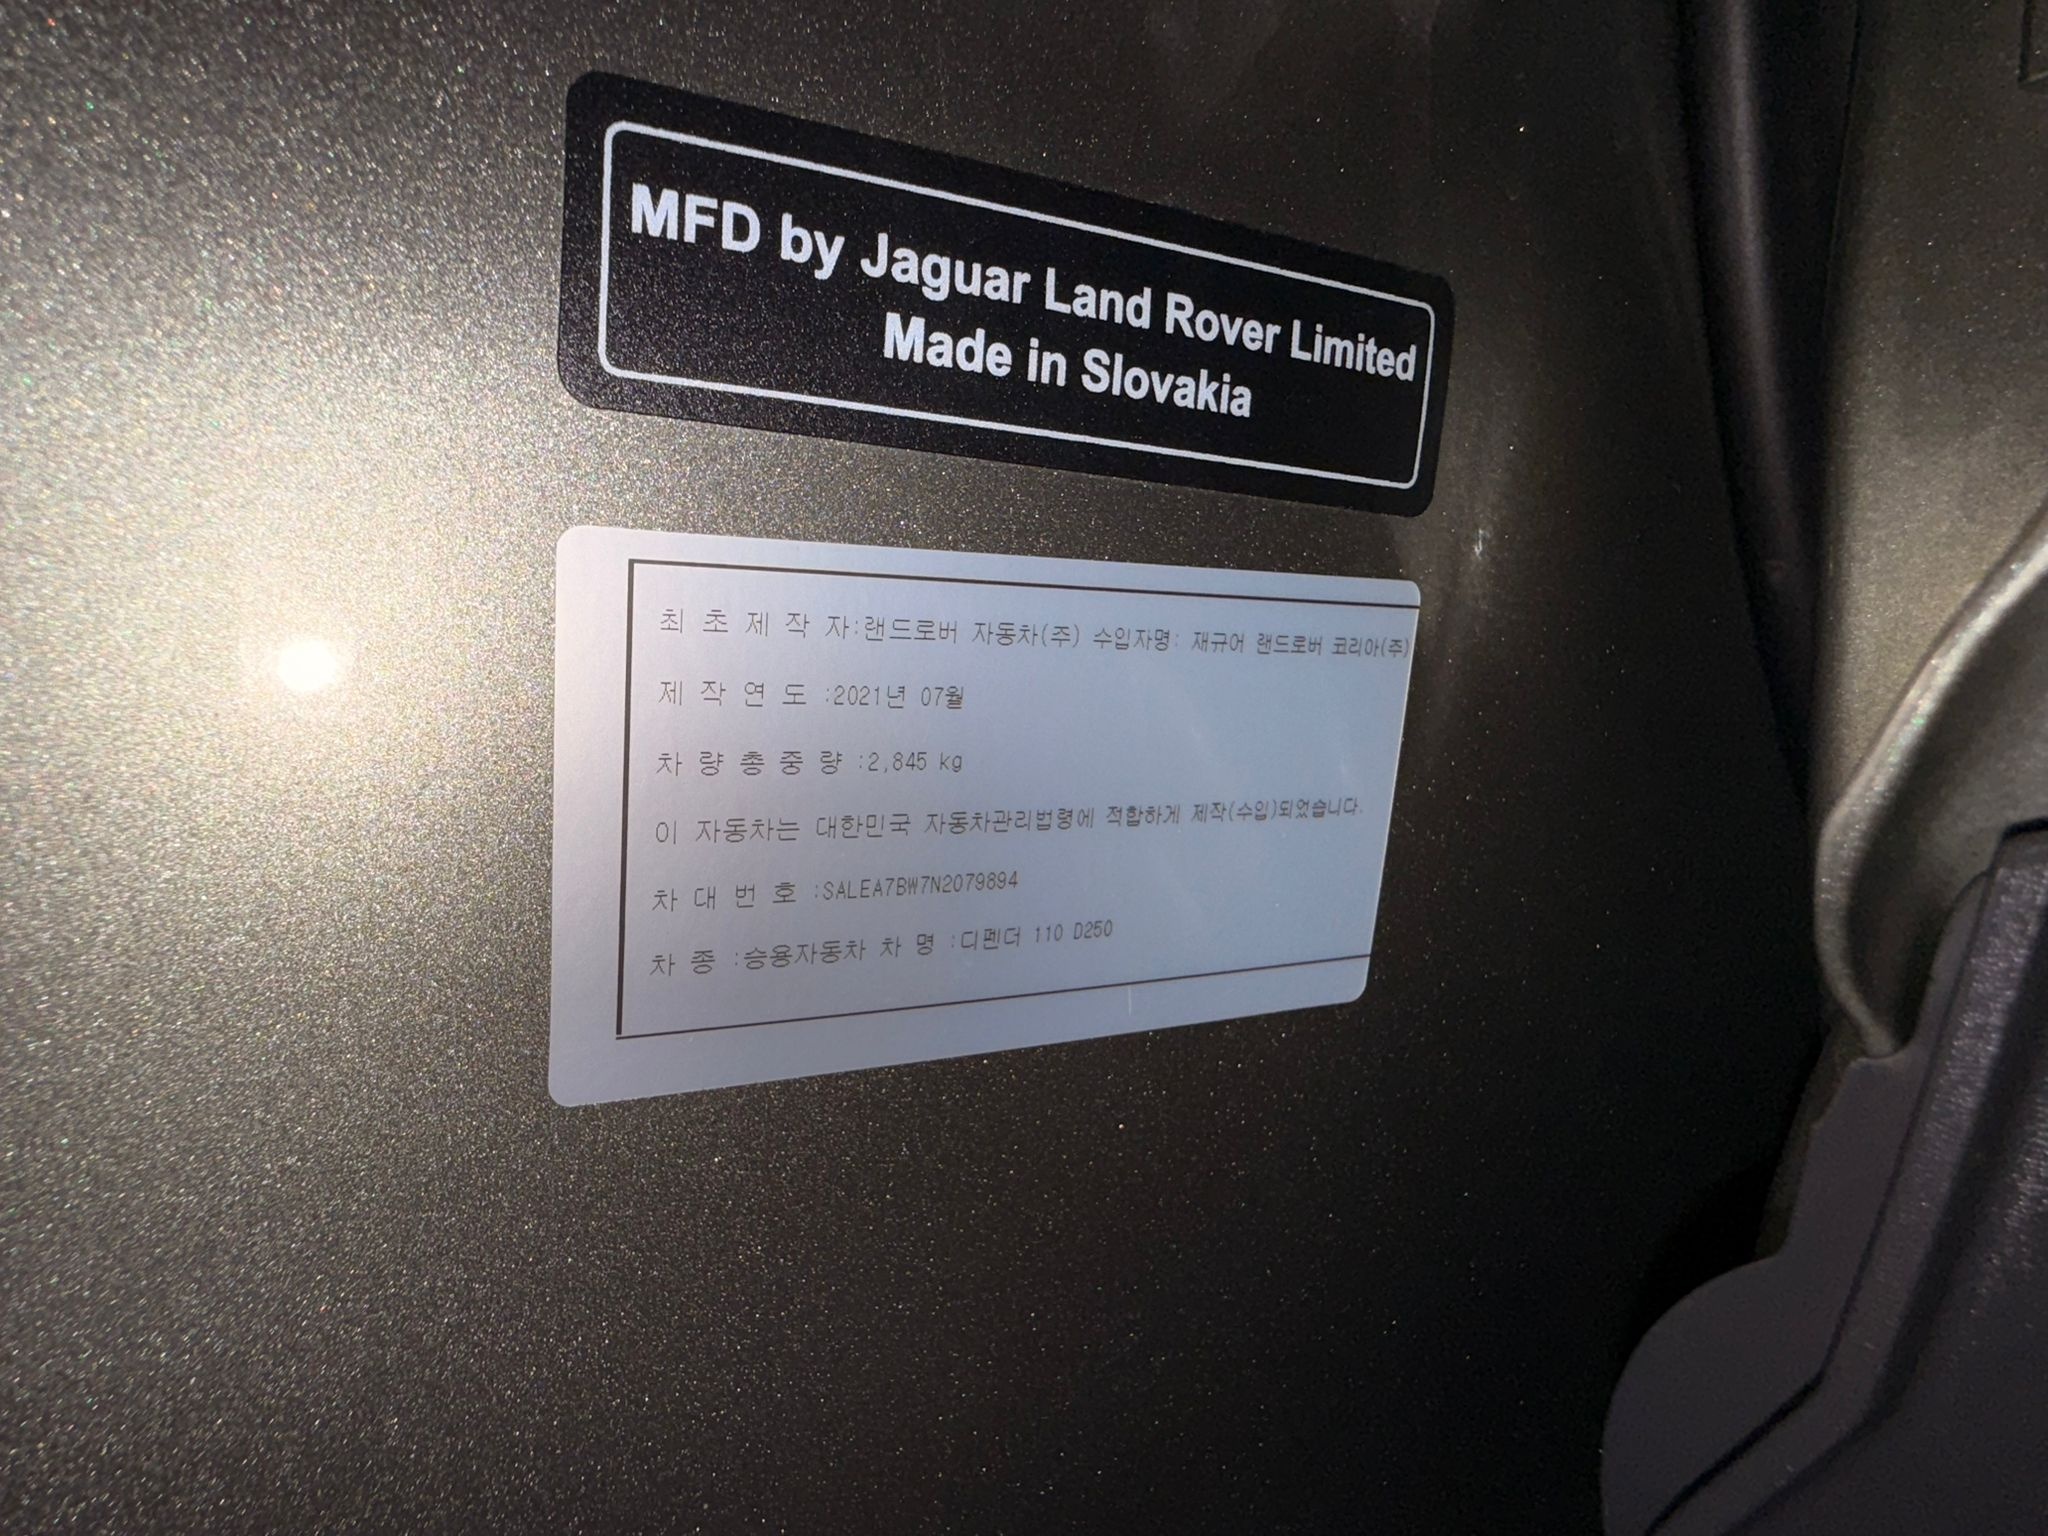 MFD by Jaguar Land Rover Limited
Made in Slovakia
최 초 제 작 자:랜드로버 자동차(주) 수입자명: 재규어 랜드로버 코리아(주)
제 작 연 도 :2021년 07월
차 량 총 중 량 :2,845 kg
이 자동차는 대한민국 자동차관리법령에 적합하게 제작(수입)되었습니다.
차 대 번 호 :SALEA7BW7N2079894
차 종 :승용자동차 차 명 :디펜더 110 D250